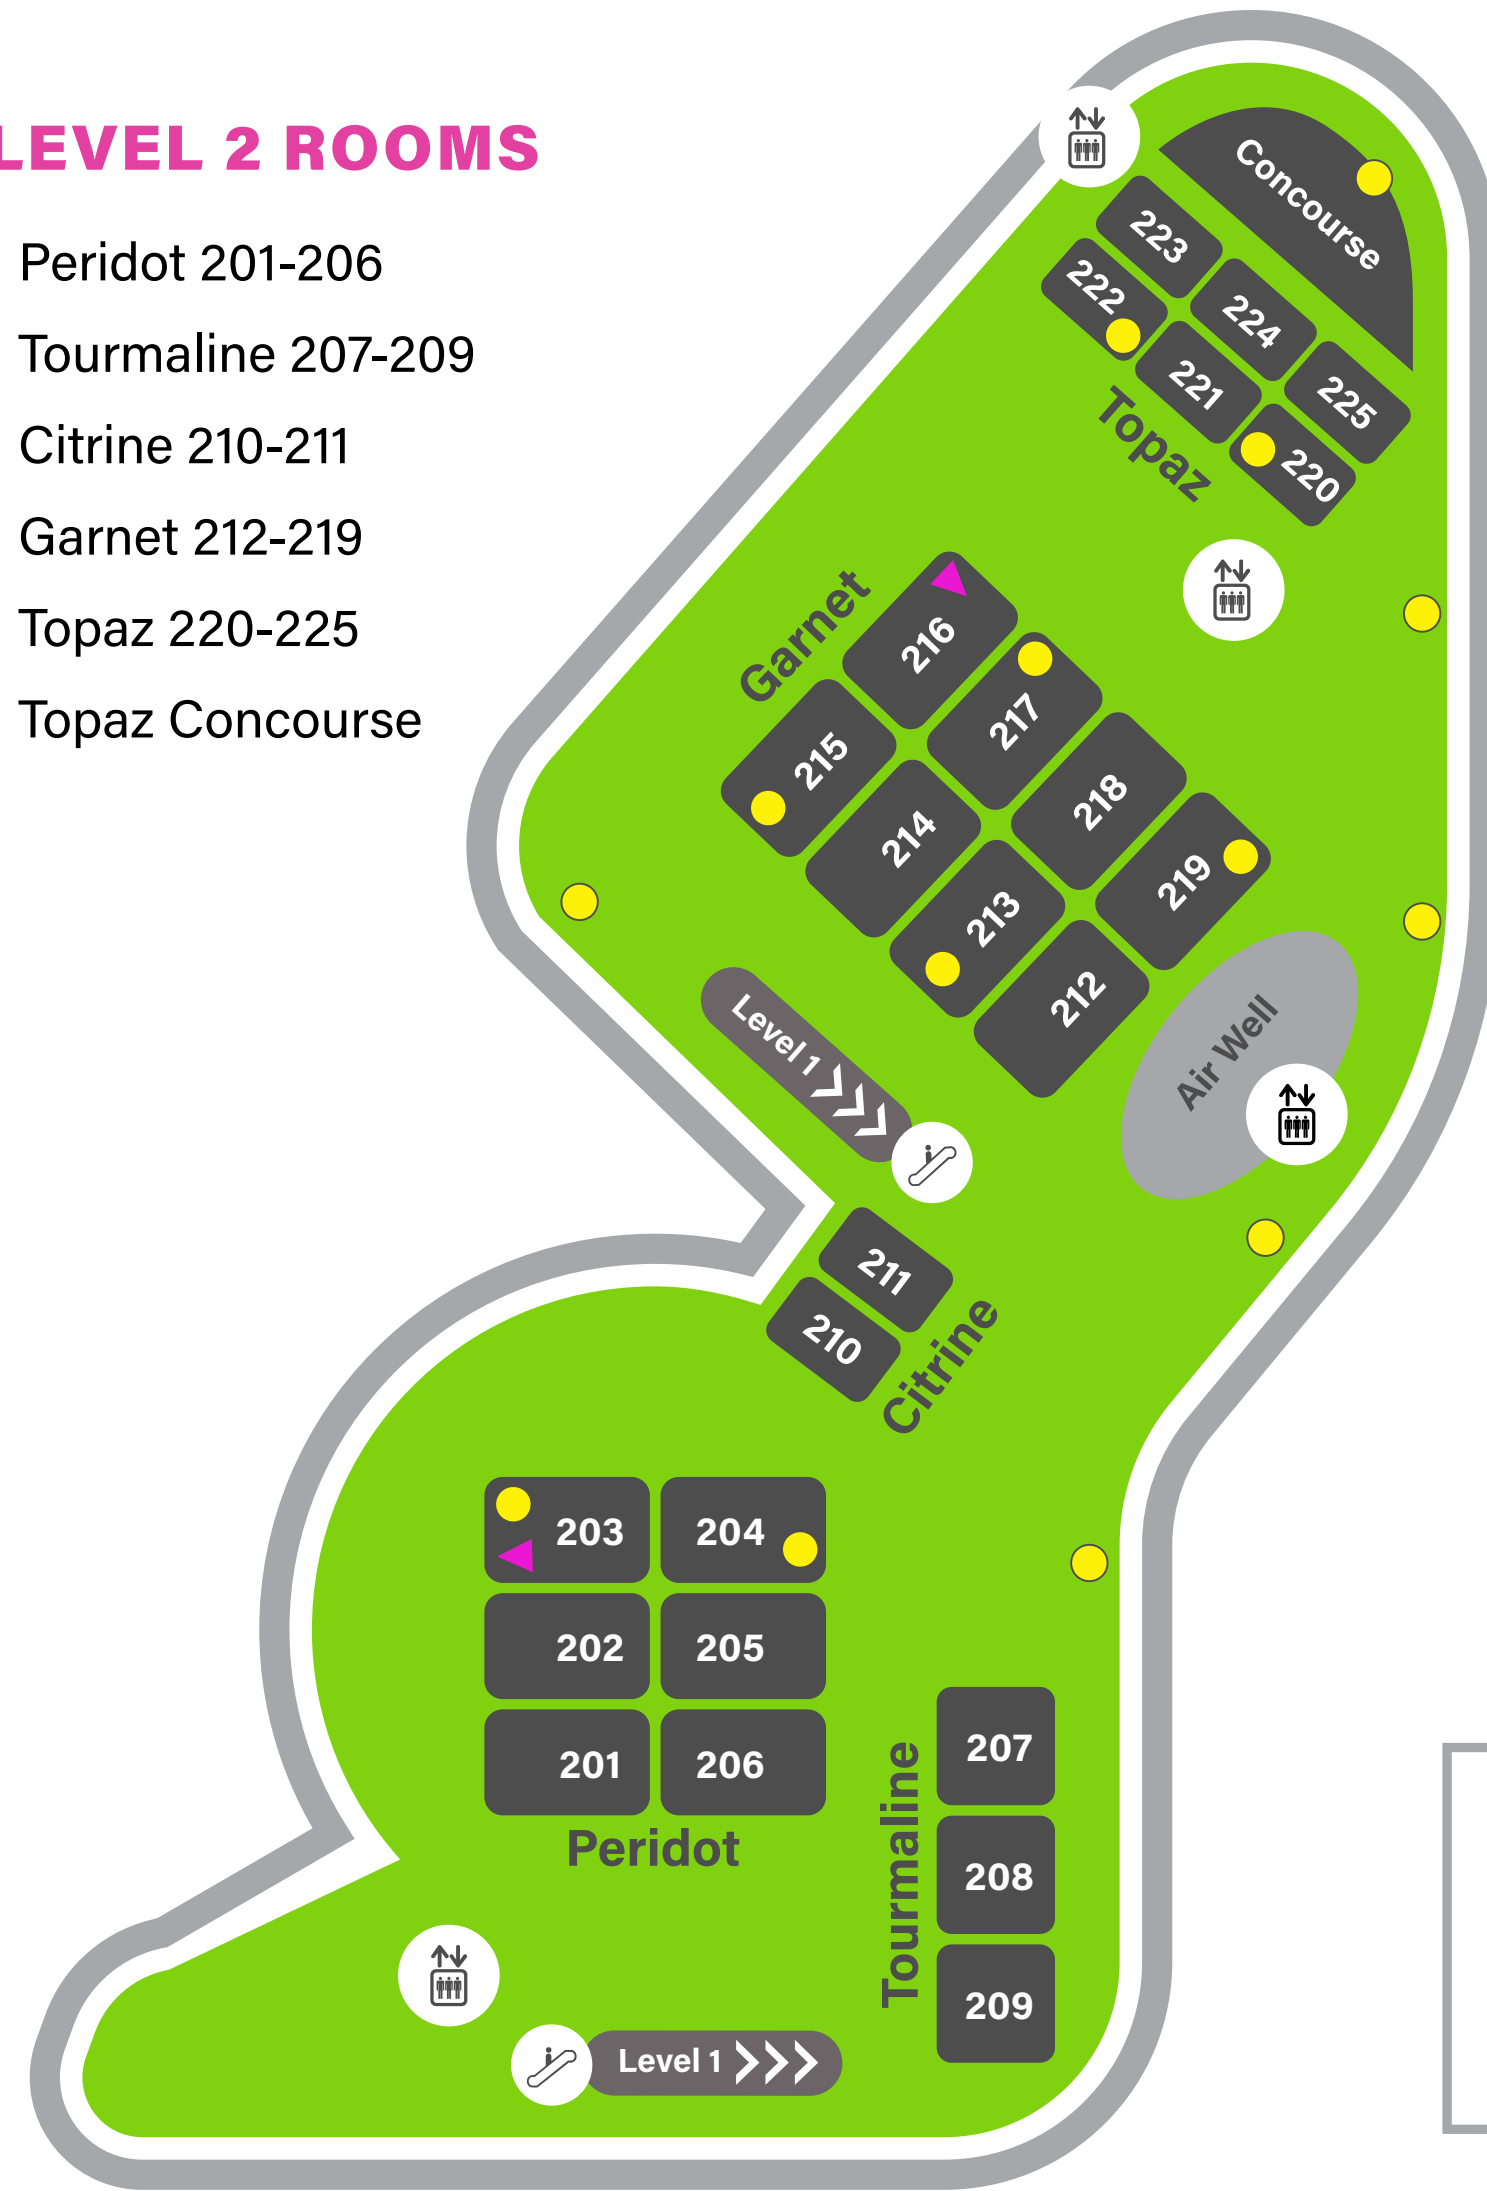 LEVEL 2 ROOMS
Peridot 201-206
Tourmaline 207-209
Citrine 210-211
Garnet 212-219
Topaz 220-225
Topaz Concourse
Concourse
223
222
224
221
225
220
Topaz
Garnet
216
217
215
218
214
219
213
212
Level 1
Air Well
211
210
Citrine
203
204
202
205
201
206
Peridot
207
Tourmaline
208
209
Level 1